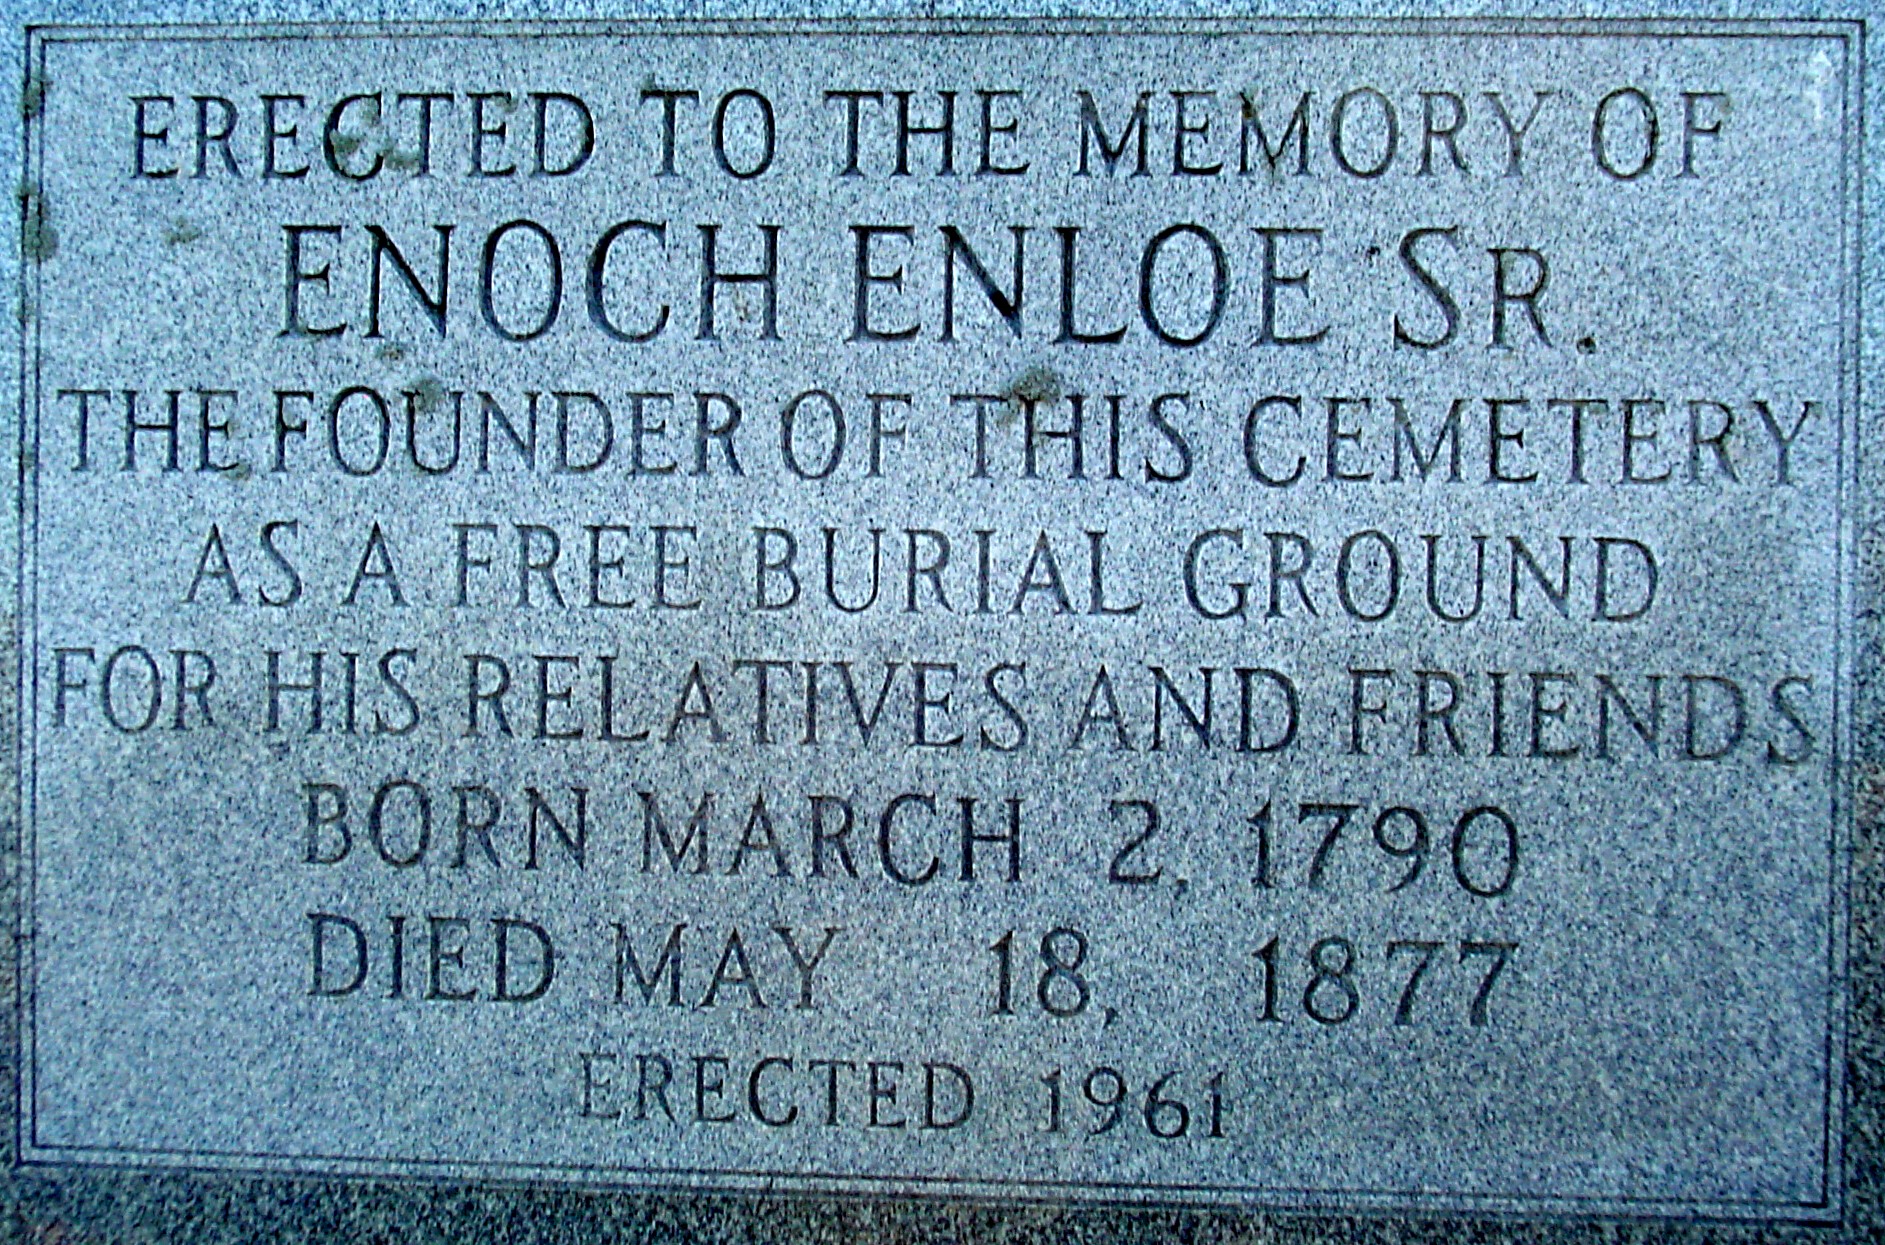 ERECTED TO THE MEMORY OF
ENOCH ENLOE SR.
THE FOUNDER OF THIS CEMETERY
AS A FREE BURIAL GROUND
FOR HIS RELATIVES AND FRIENDS
BORN MARCH 2, 1790
DIED MAY 18, 1877
ERECTED 1961